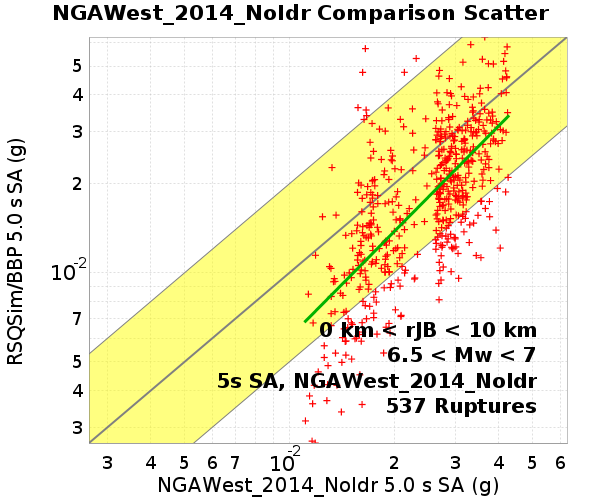 NGAWest_2014_NoIdr Comparison Scatter
RSQSim/BBP 5.0 s SA (g)
5
4
3
2
10-2
7
5
4
3
0 km < rJB < 10 km
6.5 < Mw < 7
5s SA, NGAWest_2014_NoIdr
537 Ruptures
3 4 5 6 7 10-2 2 3 4 5 6
NGAWest_2014_NoIdr 5.0 s SA (g)